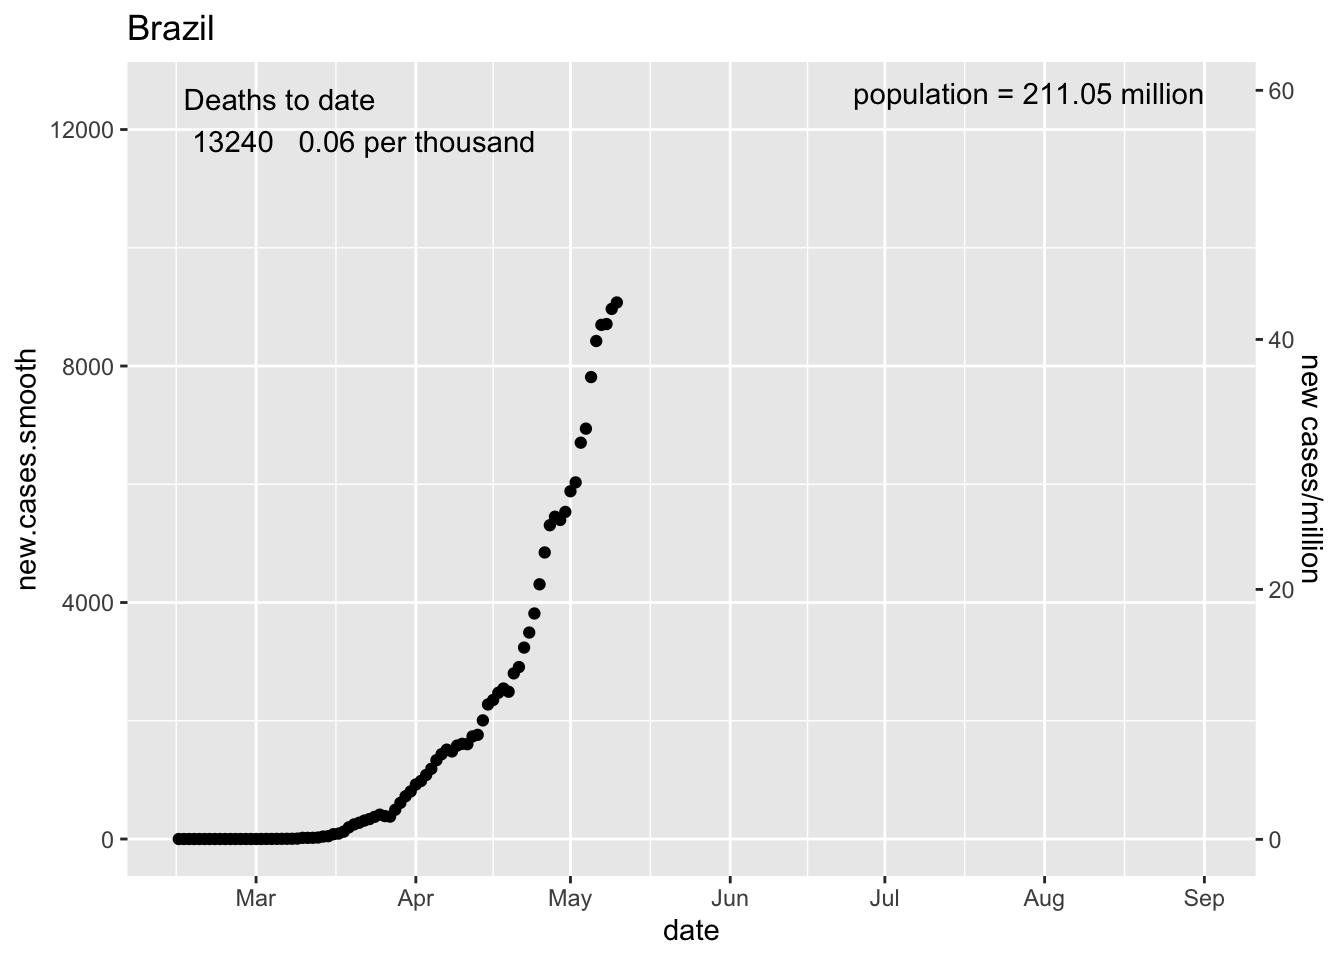 Brazil
Deaths to date
13240 0.06 per thousand
population = 211.05 million
12000
8000
4000
0
new.cases.smooth
60
40
20
0
new cases/million
Mar Apr May Jun Jul Aug Sep
date